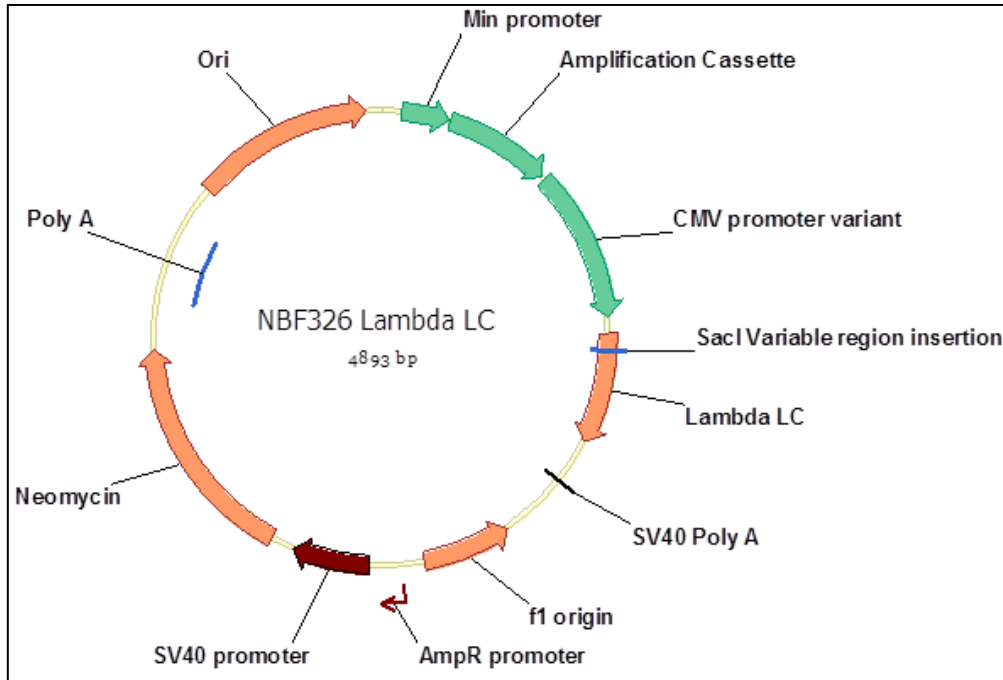 Min promoter
Ori
Amplification Cassette
Poly A
CMV promoter variant
NBF326 Lambda LC
4893 bp
SacI Variable region insertion
Lambda LC
Neomycin
SV40 Poly A
f1 origin
SV40 promoter
AmpR promoter